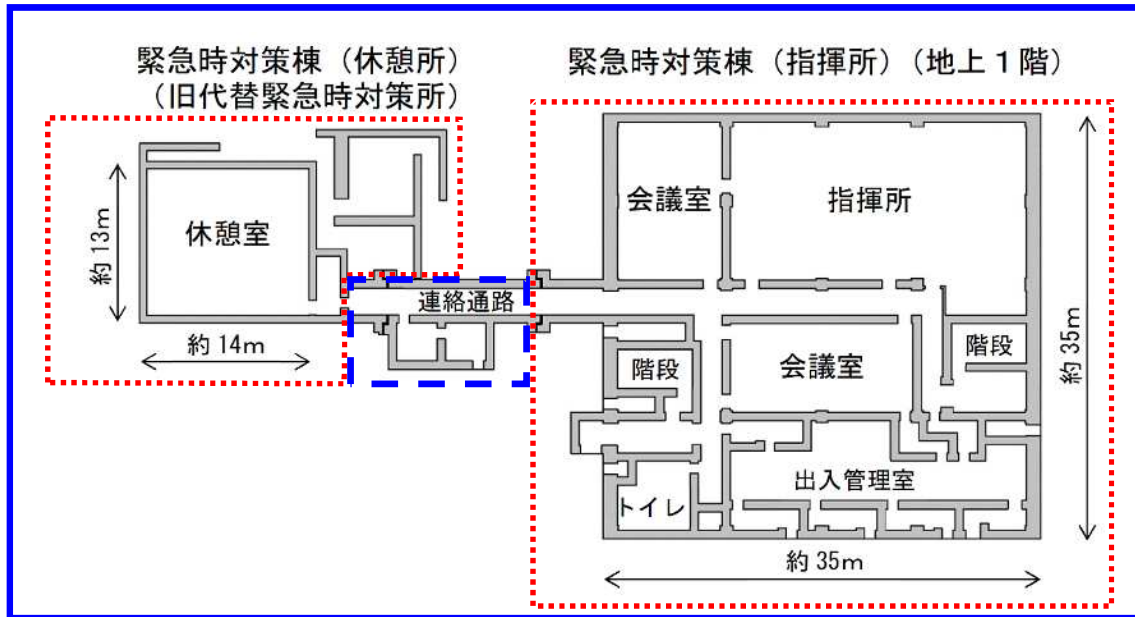 緊急時対策棟（休憩所）
（旧代替緊急時対策所）
緊急時対策棟（指揮所）（地上１階）
会議室
指揮所
休憩室
約13m
連絡通路
約14m
階段
会議室
階段
約35m
出入管理室
トイレ
約35m